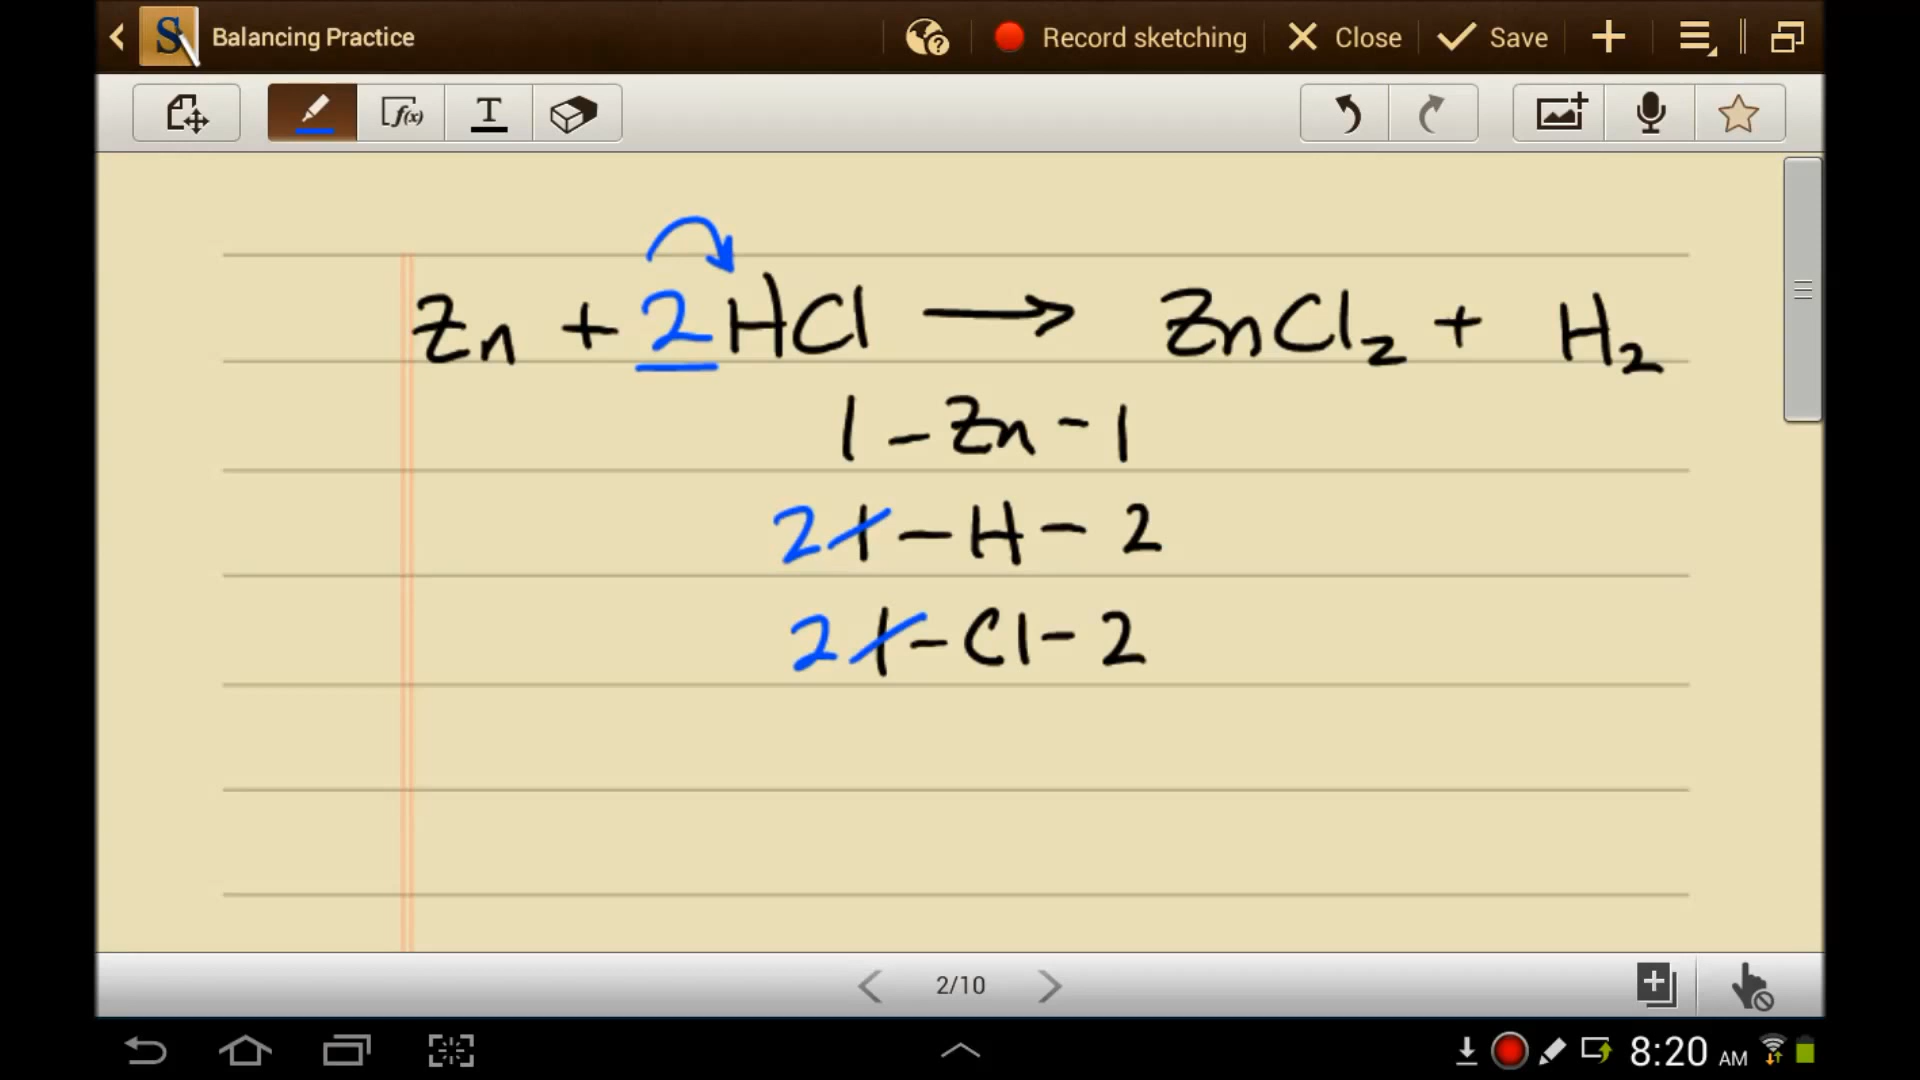 Balancing Practice Record sketching Close Save
f(x) T
Zn + 2HCl → ZnCl₂ + H₂
1 - Zn - 1
2 1 - H - 2
2 1 - Cl - 2
2/10
8:20 AM